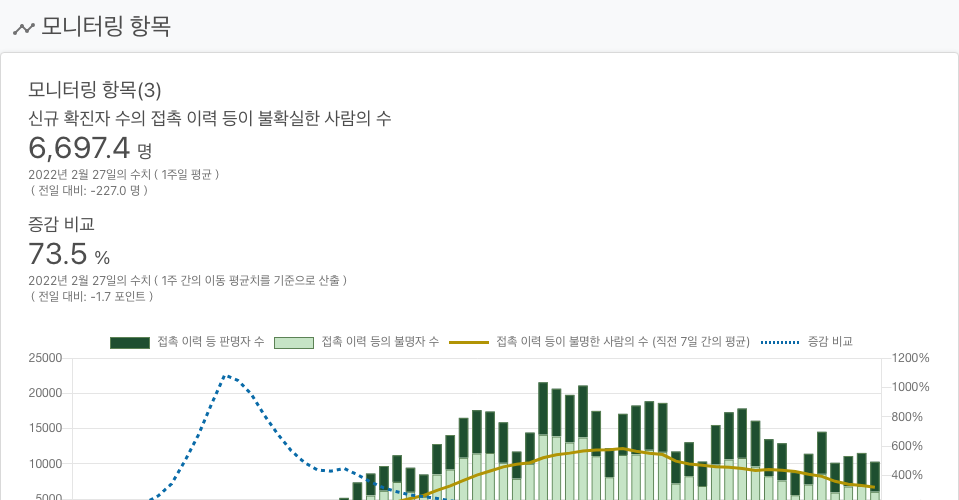 모니터링 항목
모니터링 항목(3)
신규 확진자 수의 접촉 이력 등이 불확실한 사람의 수
6,697.4 명
2022년 2월 27일의 수치 ( 1주일 평균 )
( 전일 대비: -227.0 명 )
증감 비교
73.5 %
2022년 2월 27일의 수치 ( 1주 간의 이동 평균치를 기준으로 산출 )
( 전일 대비: -1.7 포인트 )
접촉 이력 등 판명자 수 접촉 이력 등의 불명자 수 접촉 이력 등이 불명한 사람의 수 (직전 7일 간의 평균) 증감 비교
25000 1200%
20000 1000%
15000 800%
10000 600%
5000 400%